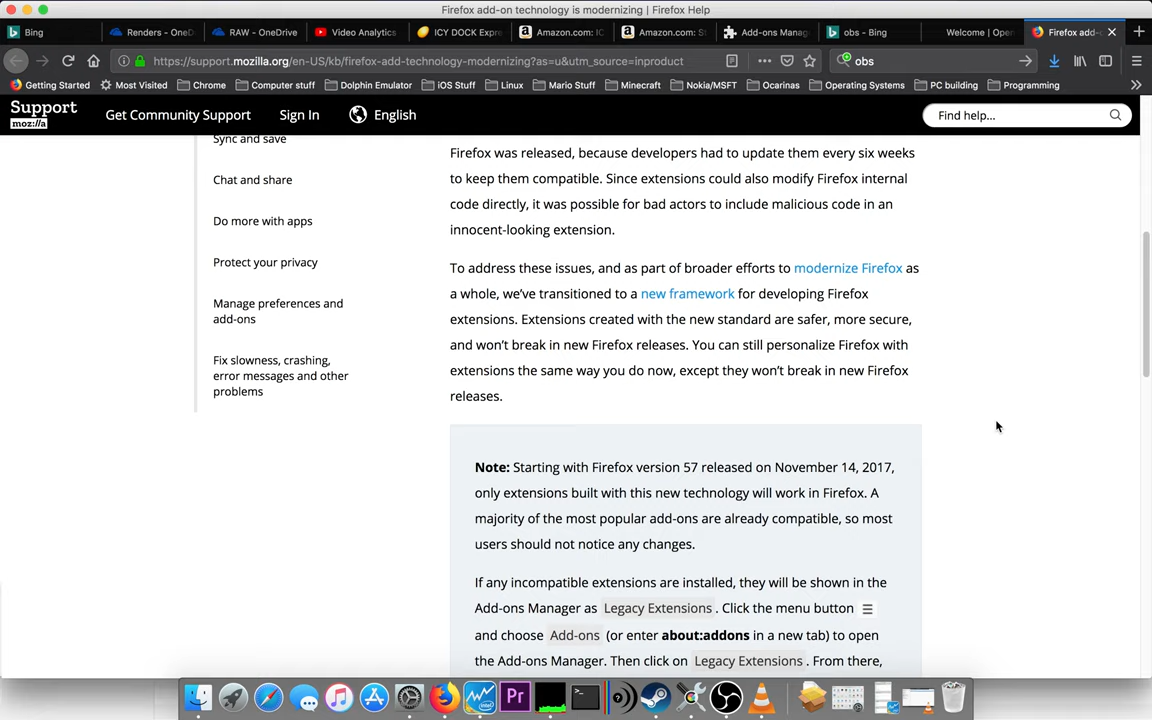 Firefox add-on technology is modernizing | Firefox Help
Bing
Renders - OneD
RAW - OneDrive
Video Analytics
ICY DOCK Expre
Amazon.com: IC
Amazon.com: St
Add-ons Manag
obs - Bing
Welcome | Open
Firefox add-
https://support.mozilla.org/en-US/kb/firefox-add-technology-modernizing?as=u&utm_source=inproduct
obs
Getting Started
Most Visited
Chrome
Computer stuff
Dolphin Emulator
iOS Stuff
Linux
Mario Stuff
Minecraft
Nokia/MSFT
Ocarinas
Operating Systems
PC building
Programming
Support
moz://a
Get Community Support
Sign In
English
Find help...
Sync and save
Chat and share
Do more with apps
Protect your privacy
Manage preferences and
add-ons
Fix slowness, crashing,
error messages and other
problems
Firefox was released, because developers had to update them every six weeks
to keep them compatible. Since extensions could also modify Firefox internal
code directly, it was possible for bad actors to include malicious code in an
innocent-looking extension.
To address these issues, and as part of broader efforts to modernize Firefox as
a whole, we've transitioned to a new framework for developing Firefox
extensions. Extensions created with the new standard are safer, more secure,
and won't break in new Firefox releases. You can still personalize Firefox with
extensions the same way you do now, except they won't break in new Firefox
releases.
Note: Starting with Firefox version 57 released on November 14, 2017,
only extensions built with this new technology will work in Firefox. A
majority of the most popular add-ons are already compatible, so most
users should not notice any changes.
If any incompatible extensions are installed, they will be shown in the
Add-ons Manager as Legacy Extensions . Click the menu button
and choose Add-ons (or enter about:addons in a new tab) to open
the Add-ons Manager. Then click on Legacy Extensions . From there,
Pr